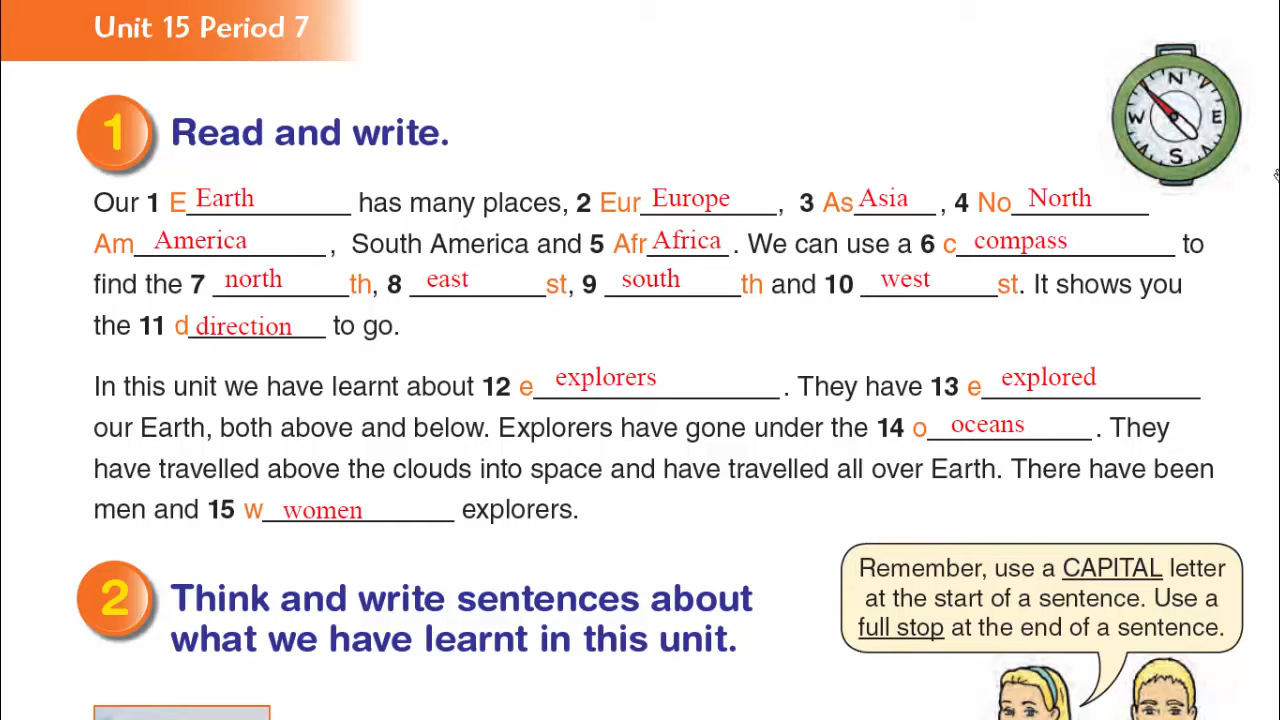 Unit 15 Period 7
N
W E
S
1 Read and write.
Our 1 E Earth has many places, 2 Eur Europe, 3 As Asia, 4 No North
Am America, South America and 5 Afr Africa. We can use a 6 c compass to
find the 7 north th, 8 east st, 9 south th and 10 west st. It shows you
the 11 d direction to go.
In this unit we have learnt about 12 e explorers. They have 13 e explored
our Earth, both above and below. Explorers have gone under the 14 o oceans. They
have travelled above the clouds into space and have travelled all over Earth. There have been
men and 15 w women explorers.
2 Think and write sentences about
what we have learnt in this unit.
Remember, use a CAPITAL letter
at the start of a sentence. Use a
full stop at the end of a sentence.